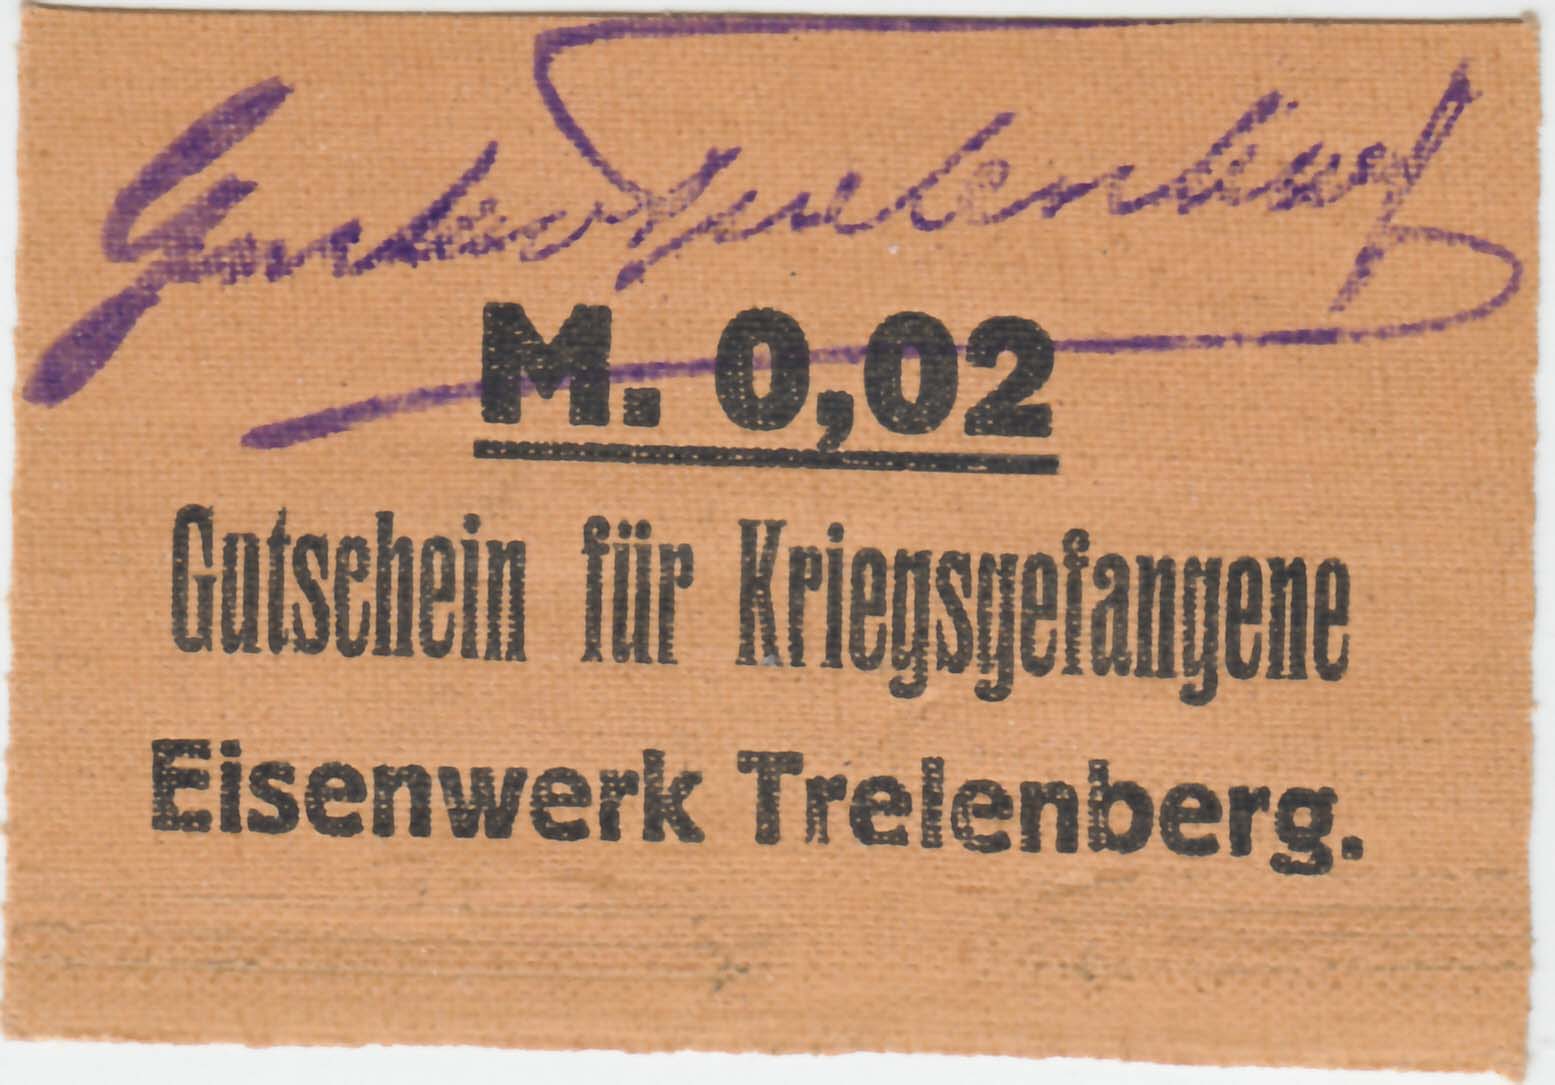 M. 0,02
Gutschein für Kriegsgefangene
Eisenwerk Trelenberg.